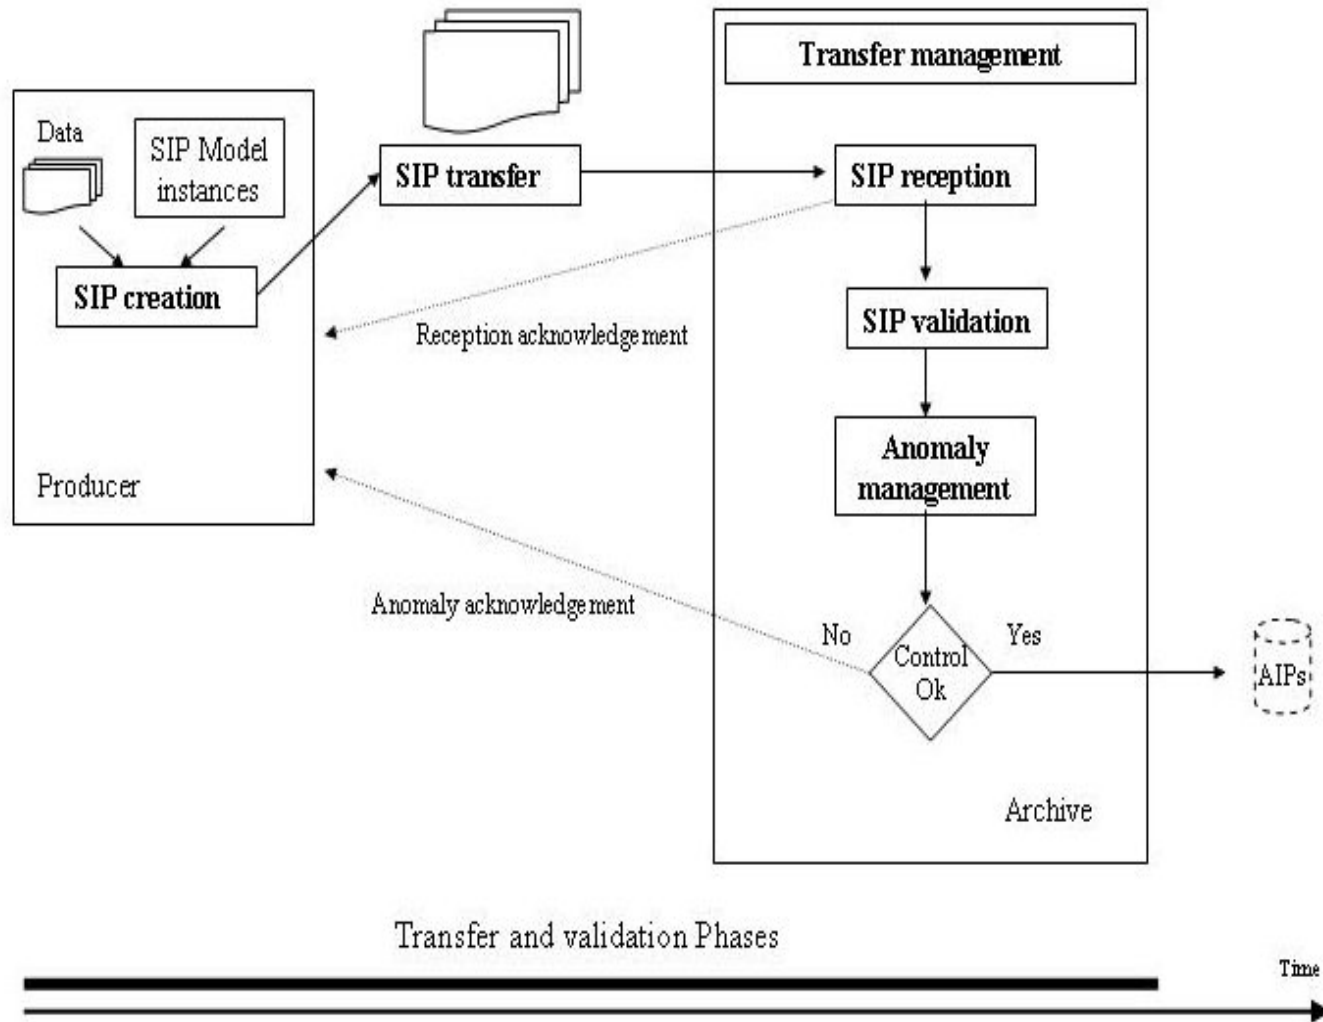 Transfer management
Data
SIP Model
instances
SIP transfer
SIP reception
SIP creation
SIP validation
Reception acknowledgement
Anomaly
management
Producer
Anomaly acknowledgement
No
Yes
Control
Ok
AIPs
Archive
Transfer and validation Phases
Time